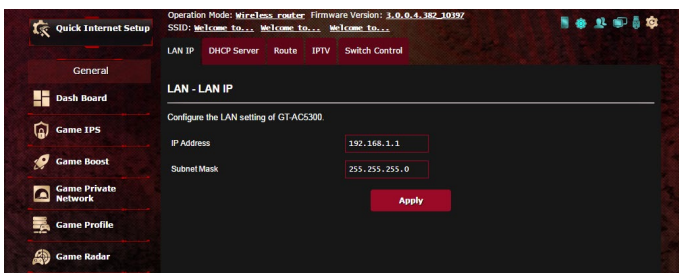 Quick Internet Setup
Operation Mode: Wireless router Firmware Version: 3.0.0.4.382_10397
SSID: Welcome to... Welcome to... Welcome to...
LAN IP DHCP Server Route IPTV Switch Control
General
Dash Board
Game IPS
Game Boost
Game Private
Network
Game Profile
Game Radar
LAN - LAN IP
Configure the LAN setting of GT-AC5300.
IP Address 192.168.1.1
Subnet Mask 255.255.255.0
Apply